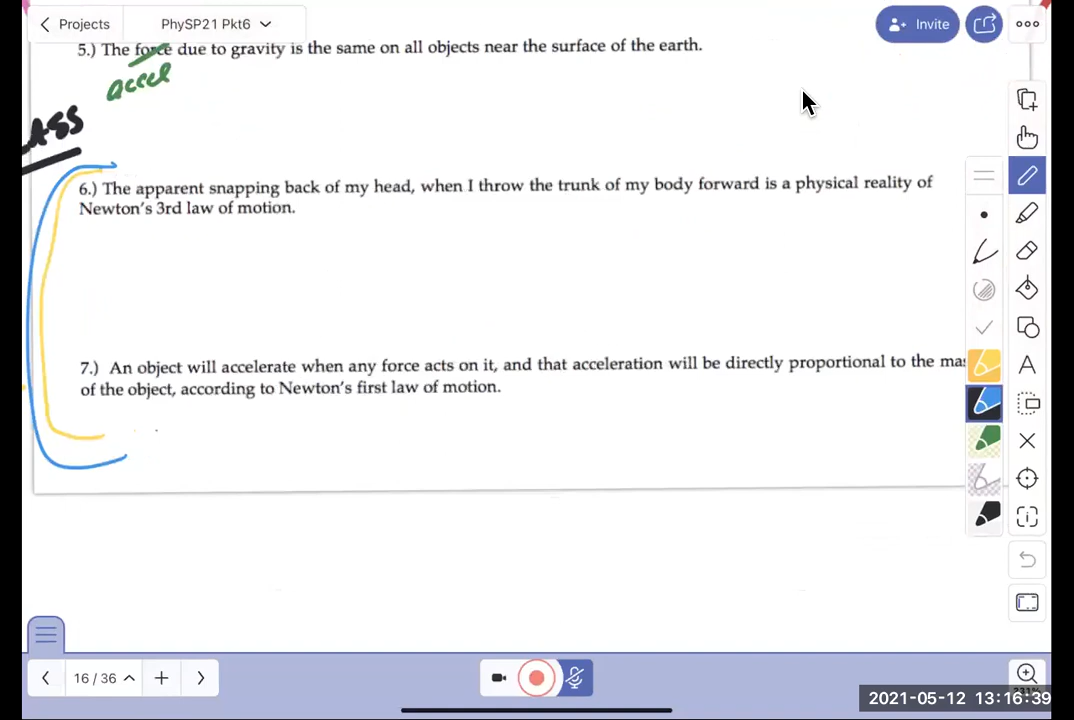 Projects
PhySP21 Pkt6
Invite
5.) The force due to gravity is the same on all objects near the surface of the earth.
accel
ASS
6.) The apparent snapping back of my head, when I throw the trunk of my body forward is a physical reality of
Newton's 3rd law of motion.
7.) An object will accelerate when any force acts on it, and that acceleration will be directly proportional to the mas
of the object, according to Newton's first law of motion.
A
16 / 36
2021-05-12 13:16:39